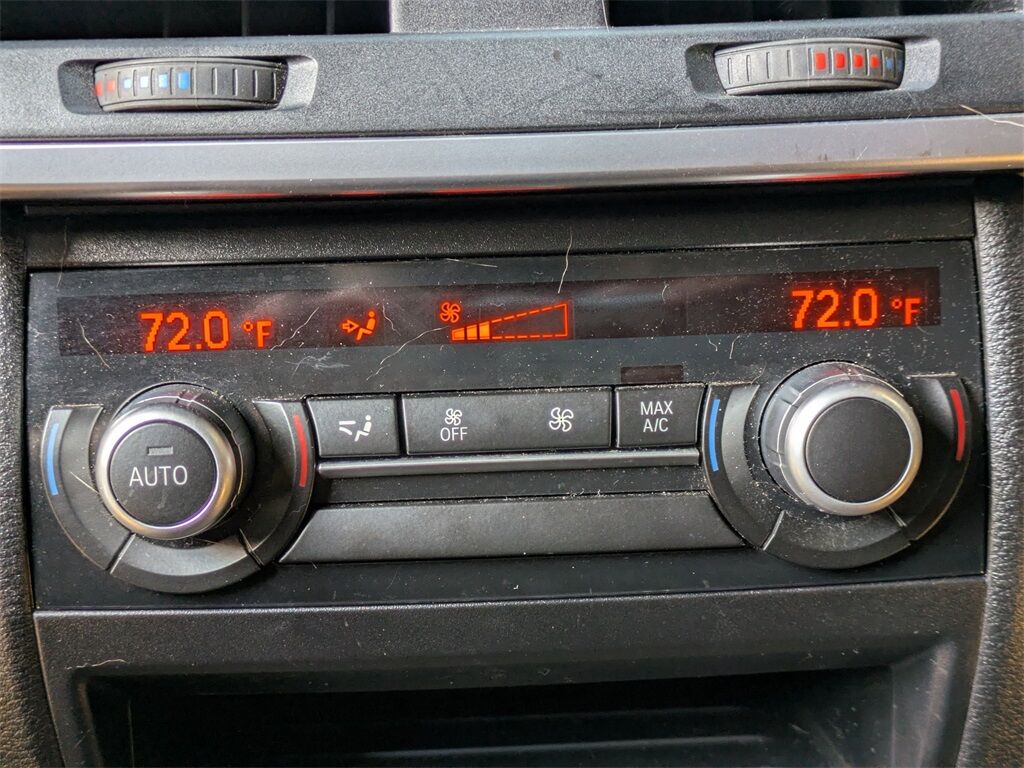 72.0 °F
72.0 °F
AUTO
OFF
MAX
A/C